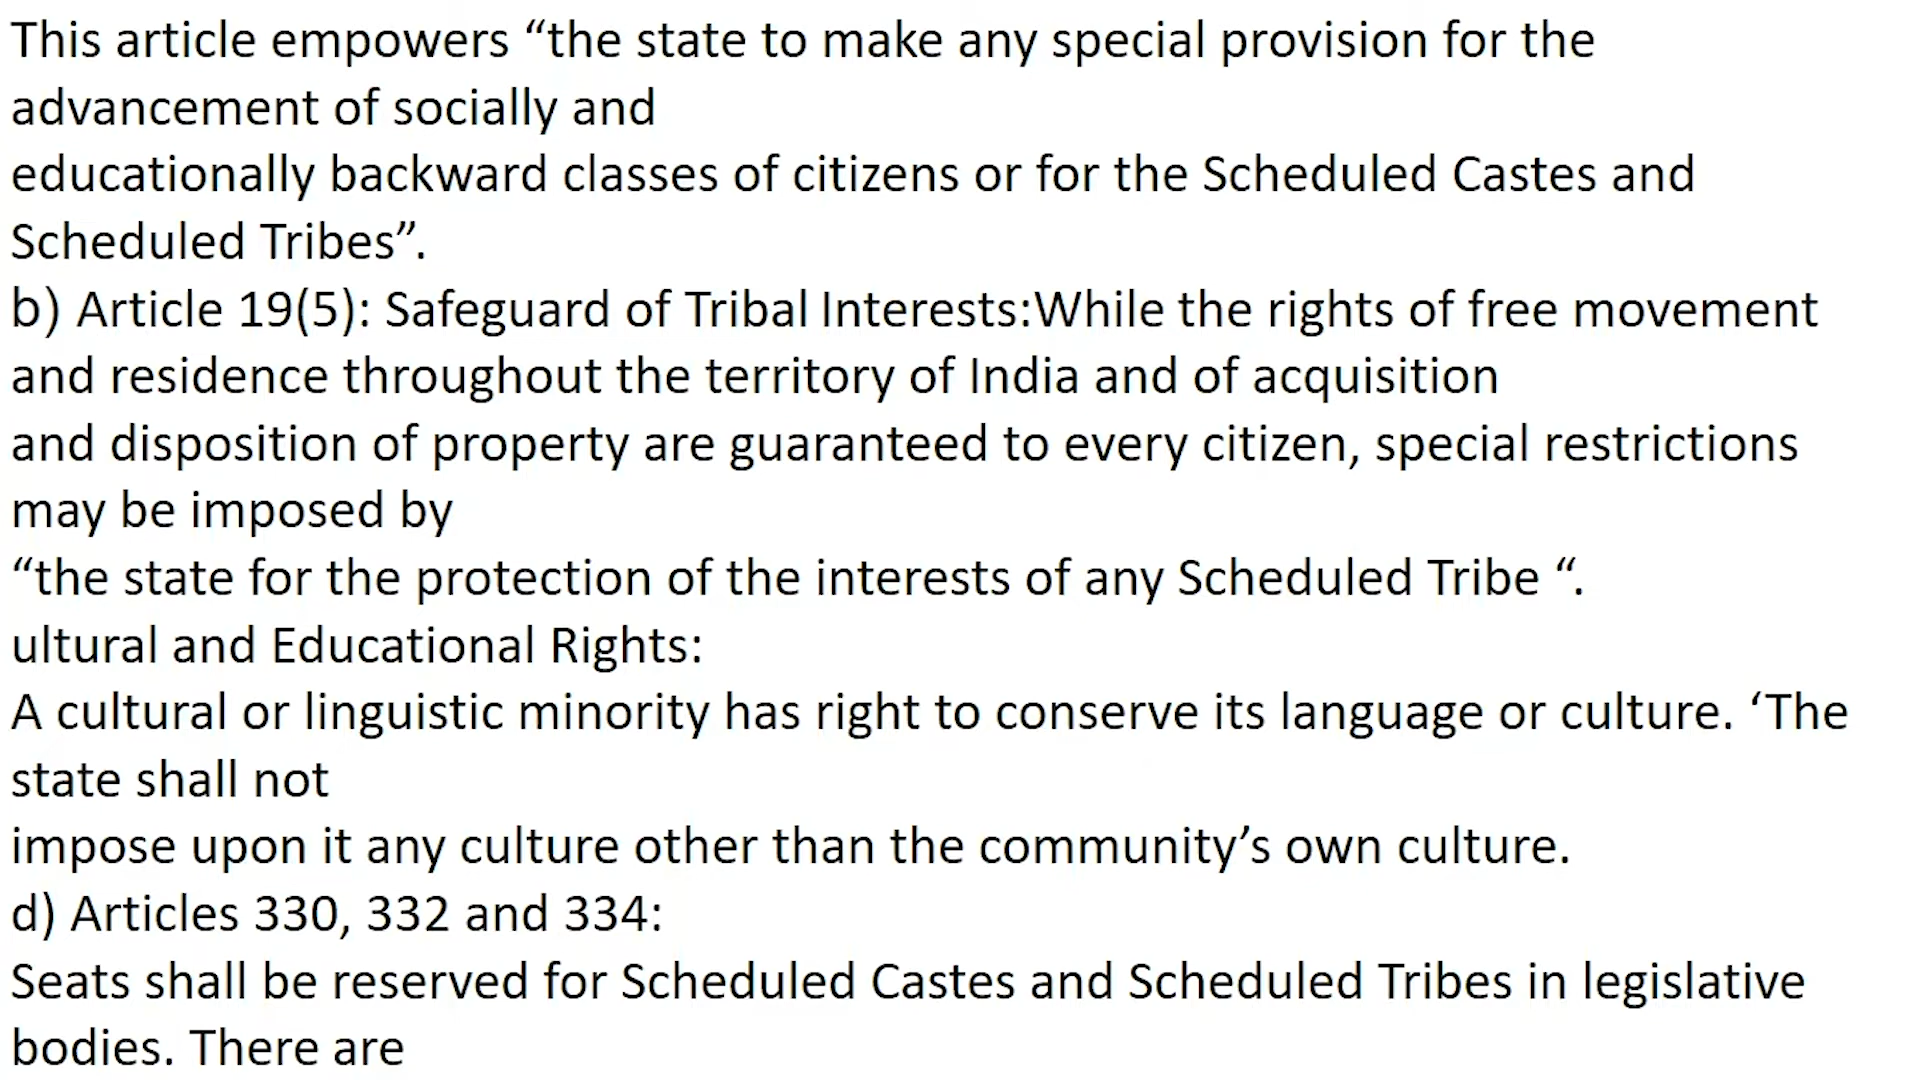 This article empowers “the state to make any special provision for the
advancement of socially and
educationally backward classes of citizens or for the Scheduled Castes and
Scheduled Tribes”.
b) Article 19(5): Safeguard of Tribal Interests:While the rights of free movement
and residence throughout the territory of India and of acquisition
and disposition of property are guaranteed to every citizen, special restrictions
may be imposed by
“the state for the protection of the interests of any Scheduled Tribe “.
ultural and Educational Rights:
A cultural or linguistic minority has right to conserve its language or culture. ‘The
state shall not
impose upon it any culture other than the community’s own culture.
d) Articles 330, 332 and 334:
Seats shall be reserved for Scheduled Castes and Scheduled Tribes in legislative
bodies. There are